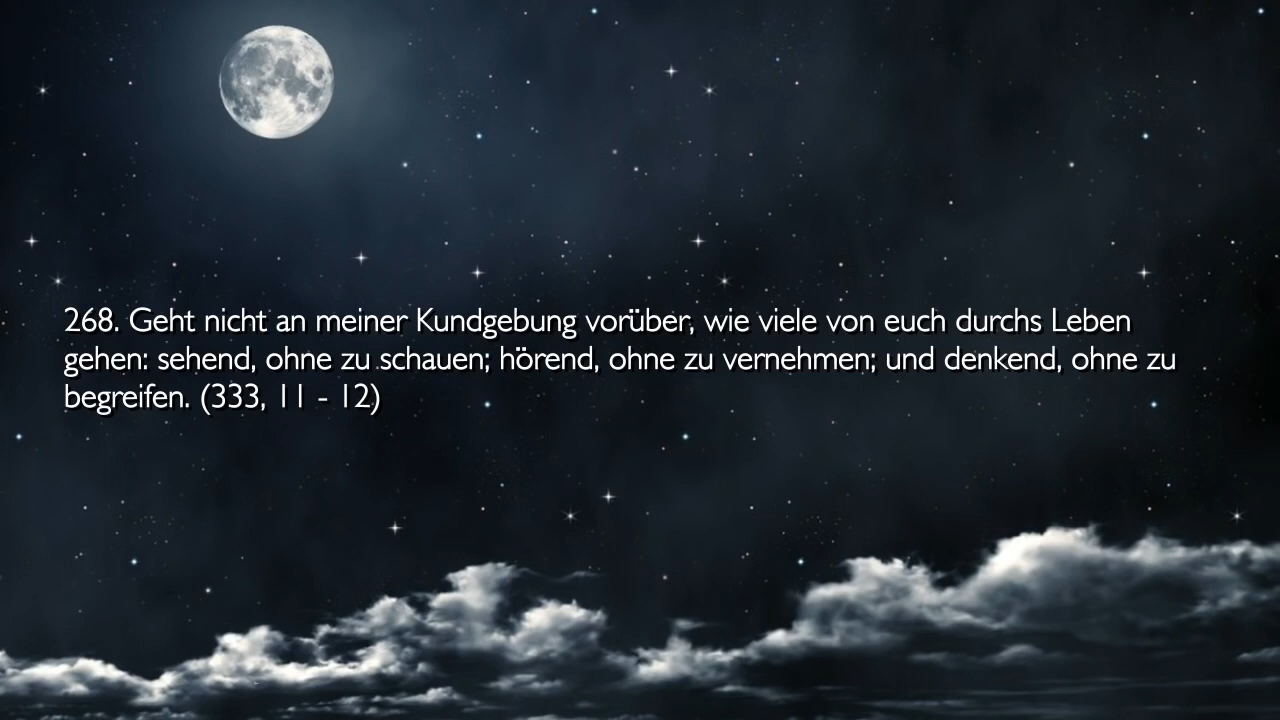 268. Geht nicht an meiner Kundgebung vorüber, wie viele von euch durchs Leben
gehen: sehend, ohne zu schauen; hörend, ohne zu vernehmen; und denkend, ohne zu
begreifen. (333, 11 - 12)